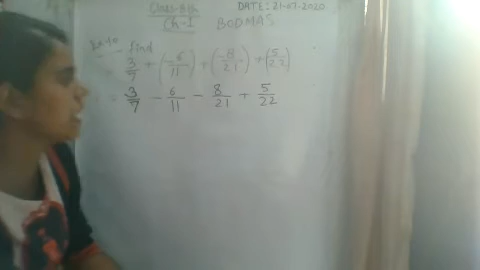 Class-8th DATE:-21-07-2020
Ch-1 BODMAS
find
3/7 + (-6/11) + (-8/21) + (5/22)
3/7 - 6/11 - 8/21 + 5/22